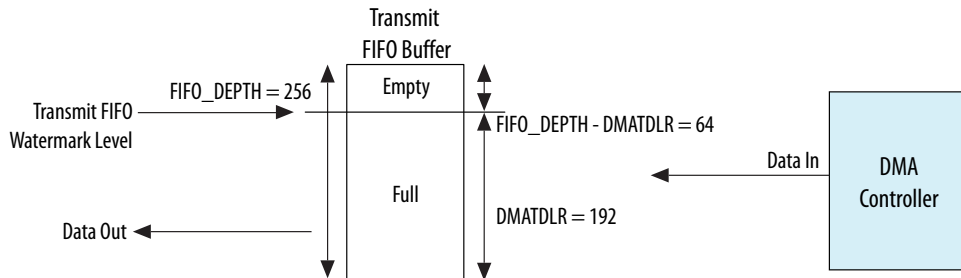 Transmit
FIFO Buffer
FIFO_DEPTH = 256
Empty
Transmit FIFO
Watermark Level
FIFO_DEPTH - DMATDLR = 64
Data In
DMA
Controller
Full
DMATDLR = 192
Data Out